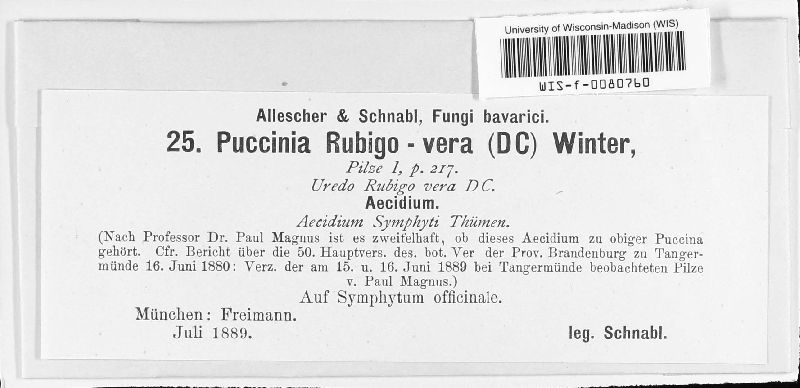 University of Wisconsin-Madison (WIS)
WIS-f-0080760
Allescher & Schnabl, Fungi bavarici.
25. Puccinia Rubigo - vera (DC) Winter,
Pilze I, p. 217.
Uredo Rubigo vera DC.
Aecidium.
Aecidium Symphyti Thümen.
(Nach Professor Dr. Paul Magnus ist es zweifelhaft, ob dieses Aecidium zu obiger Puccina
gehört. Cfr. Bericht über die 50. Hauptvers. des. bot. Ver der Prov. Brandenburg zu Tanger-
münde 16. Juni 1880: Verz. der am 15. u. 16. Juni 1889 bei Tangermünde beobachteten Pilze
v. Paul Magnus.)
Auf Symphytum officinale.
München: Freimann.
Juli 1889.
leg. Schnabl.